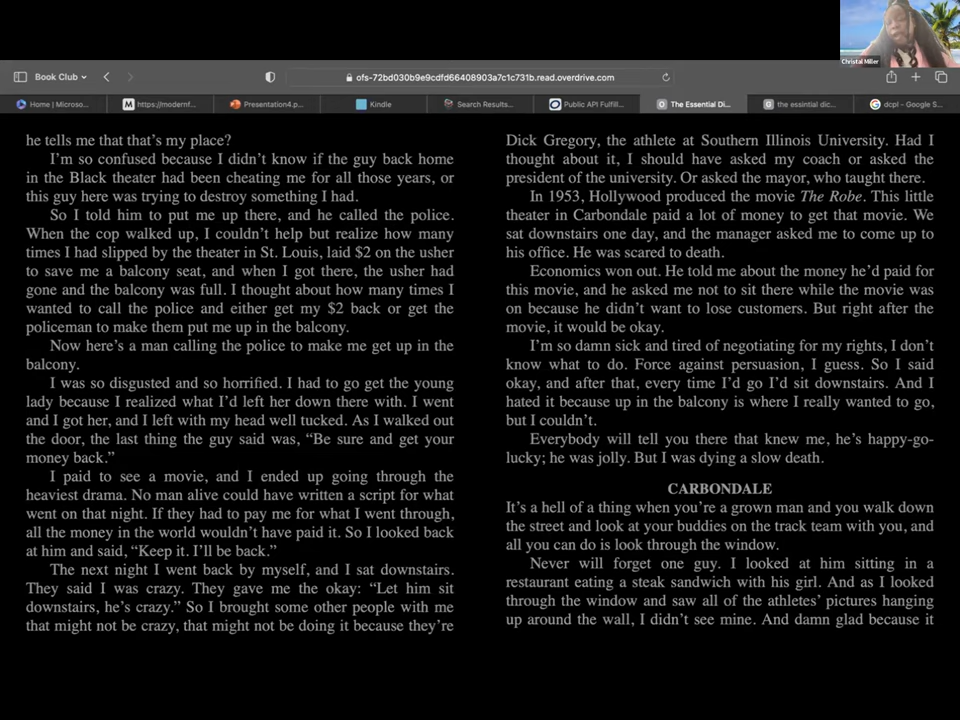 Christal Miller
Book Club
ofs-72bd030b9e9cdfd66408903a7c1c731b.read.overdrive.com
Home | Microso...
M https://modernf...
Presentation4.p...
Kindle
Search Results...
Public API Fulfill...
The Essential Di...
the essintial dic...
dcpl - Google S...
he tells me that that's my place?
I'm so confused because I didn't know if the guy back home
in the Black theater had been cheating me for all those years, or
this guy here was trying to destroy something I had.
So I told him to put me up there, and he called the police.
When the cop walked up, I couldn't help but realize how many
times I had slipped by the theater in St. Louis, laid $2 on the usher
to save me a balcony seat, and when I got there, the usher had
gone and the balcony was full. I thought about how many times I
wanted to call the police and either get my $2 back or get the
policeman to make them put me up in the balcony.
Now here's a man calling the police to make me get up in the
balcony.
I was so disgusted and so horrified. I had to go get the young
lady because I realized what I'd left her down there with. I went
and I got her, and I left with my head well tucked. As I walked out
the door, the last thing the guy said was, “Be sure and get your
money back.”
I paid to see a movie, and I ended up going through the
heaviest drama. No man alive could have written a script for what
went on that night. If they had to pay me for what I went through,
all the money in the world wouldn't have paid it. So I looked back
at him and said, “Keep it. I'll be back.”
The next night I went back by myself, and I sat downstairs.
They said I was crazy. They gave me the okay: “Let him sit
downstairs, he's crazy.” So I brought some other people with me
that might not be crazy, that might not be doing it because they're
Dick Gregory, the athlete at Southern Illinois University. Had I
thought about it, I should have asked my coach or asked the
president of the university. Or asked the mayor, who taught there.
In 1953, Hollywood produced the movie The Robe. This little
theater in Carbondale paid a lot of money to get that movie. We
sat downstairs one day, and the manager asked me to come up to
his office. He was scared to death.
Economics won out. He told me about the money he'd paid for
this movie, and he asked me not to sit there while the movie was
on because he didn't want to lose customers. But right after the
movie, it would be okay.
I'm so damn sick and tired of negotiating for my rights, I don't
know what to do. Force against persuasion, I guess. So I said
okay, and after that, every time I'd go I'd sit downstairs. And I
hated it because up in the balcony is where I really wanted to go,
but I couldn't.
Everybody will tell you there that knew me, he's happy-go-
lucky; he was jolly. But I was dying a slow death.
CARBONDALE
It's a hell of a thing when you're a grown man and you walk down
the street and look at your buddies on the track team with you, and
all you can do is look through the window.
Never will forget one guy. I looked at him sitting in a
restaurant eating a steak sandwich with his girl. And as I looked
through the window and saw all of the athletes' pictures hanging
up around the wall, I didn't see mine. And damn glad because it